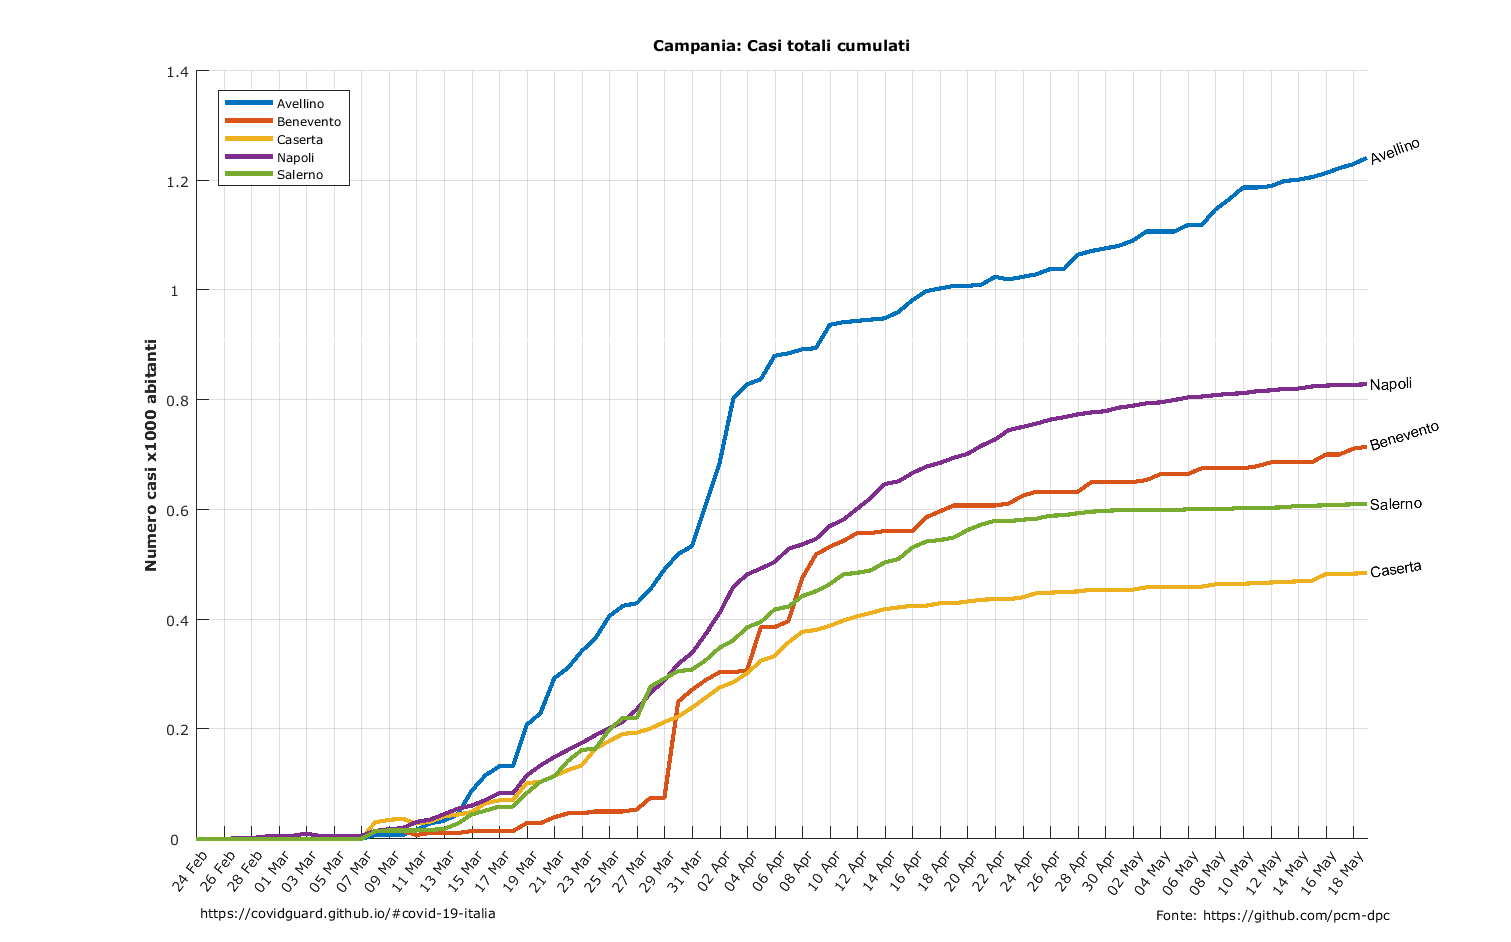 Campania: Casi totali cumulati
Numero casi x1000 abitanti
1.4
1.2
1
0.8
0.6
0.4
0.2
0
Avellino
Benevento
Caserta
Napoli
Salerno
Avellino
Napoli
Benevento
Salerno
Caserta
24 Feb
26 Feb
28 Feb
01 Mar
03 Mar
05 Mar
07 Mar
09 Mar
11 Mar
13 Mar
15 Mar
17 Mar
19 Mar
21 Mar
23 Mar
25 Mar
27 Mar
29 Mar
31 Mar
02 Apr
04 Apr
06 Apr
08 Apr
10 Apr
12 Apr
14 Apr
16 Apr
18 Apr
20 Apr
22 Apr
24 Apr
26 Apr
28 Apr
30 Apr
02 May
04 May
06 May
08 May
10 May
12 May
14 May
16 May
18 May
https://covidguard.github.io/#covid-19-italia
Fonte: https://github.com/pcm-dpc